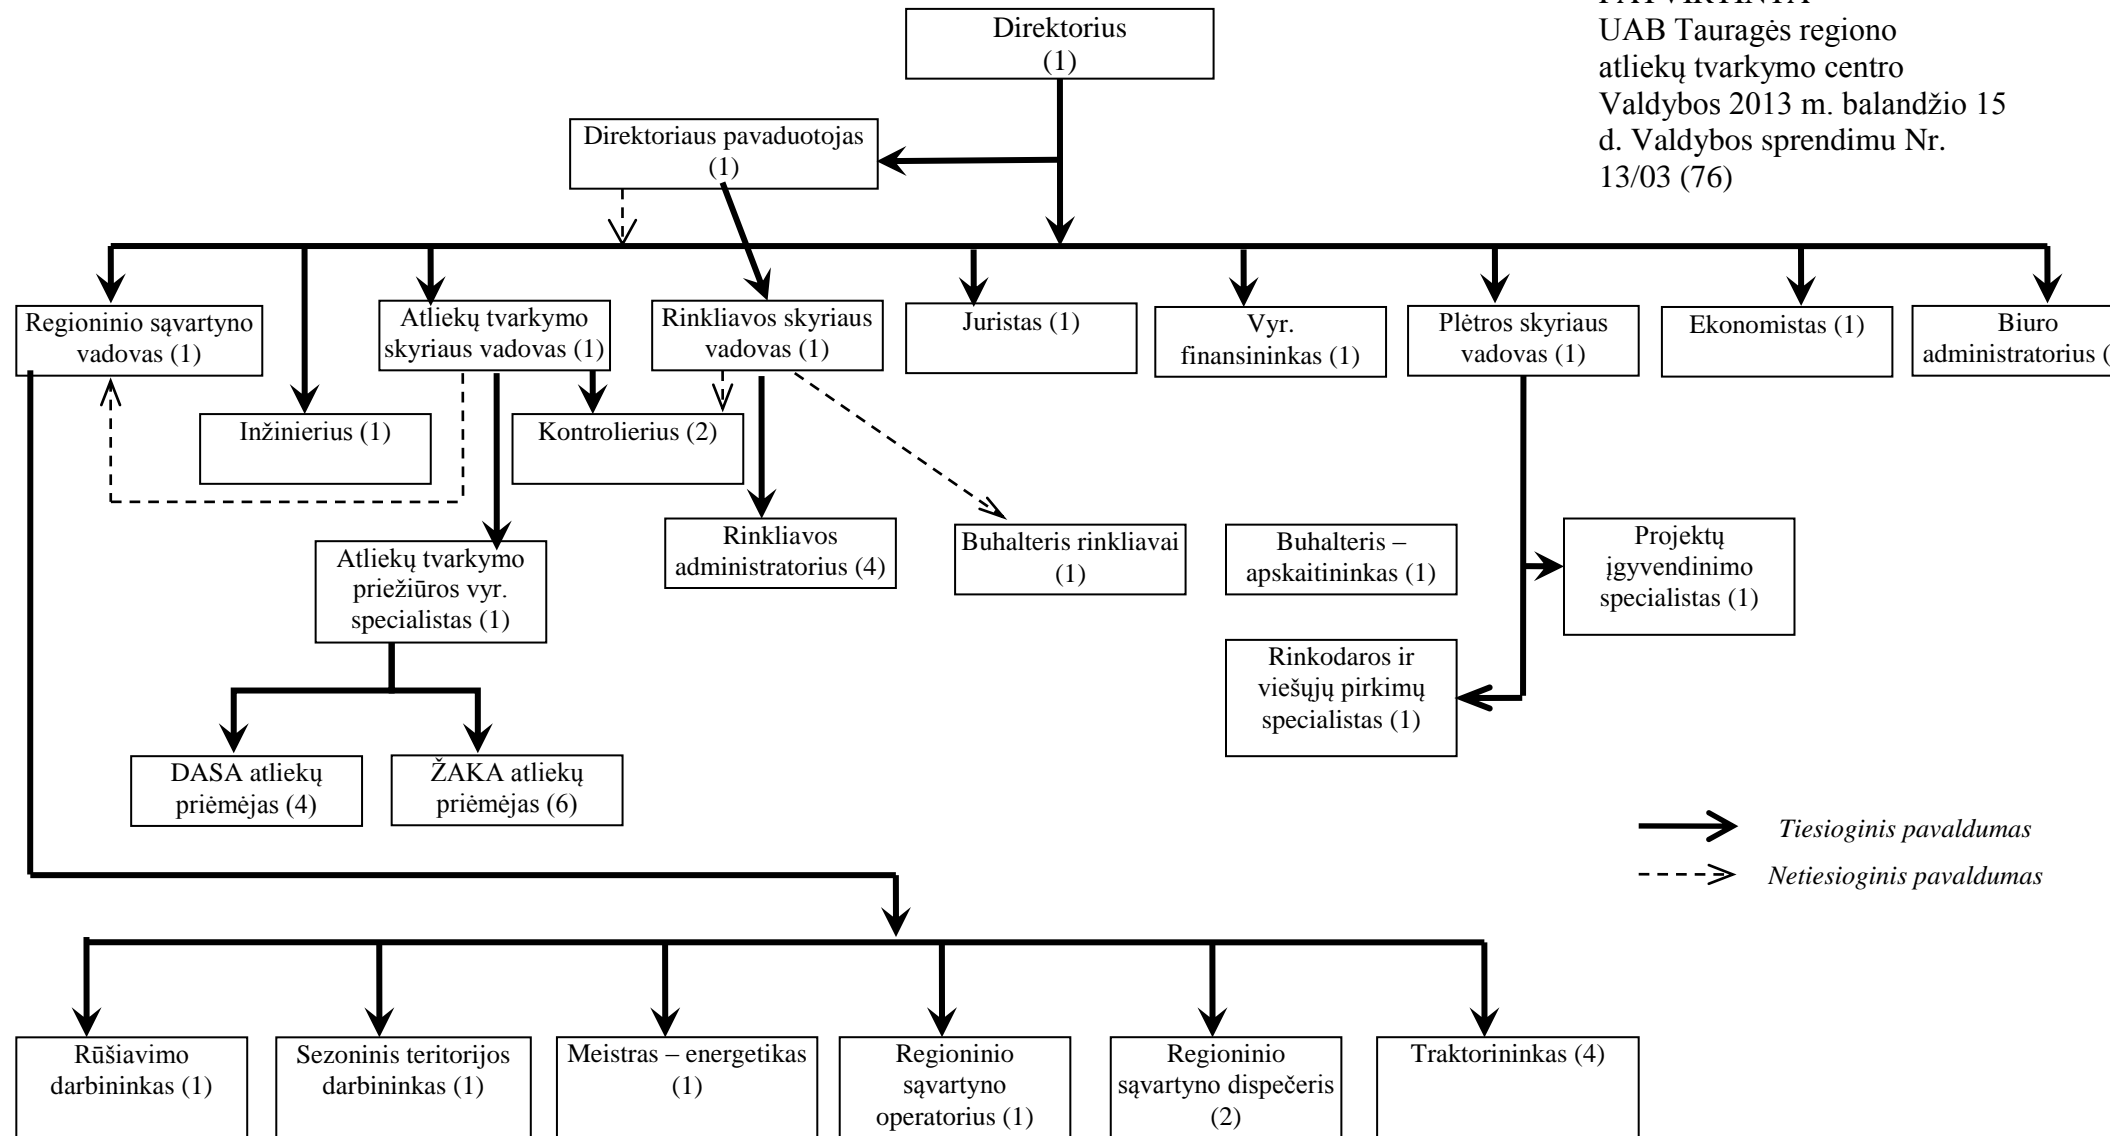 PATVIRTINTA
UAB Tauragės regiono
atliekų tvarkymo centro
Valdybos 2013 m. balandžio 15
d. Valdybos sprendimu Nr.
13/03 (76)
Direktorius
(1)
Direktoriaus pavaduotojas
(1)
Regioninio sąvartyno
vadovas (1)
Atliekų tvarkymo
skyriaus vadovas (1)
Rinkliavos skyriaus
vadovas (1)
Juristas (1)
Vyr.
finansininkas (1)
Plėtros skyriaus
vadovas (1)
Ekonomistas (1)
Biuro
administratorius (
Inžinierius (1)
Kontrolierius (2)
Atliekų tvarkymo
priežiūros vyr.
specialistas (1)
Rinkliavos
administratorius (4)
Buhalteris rinkliavai
(1)
Buhalteris –
apskaitininkas (1)
Projektų
įgyvendinimo
specialistas (1)
Rinkodaros ir
viešųjų pirkimų
specialistas (1)
DASA atliekų
priėmėjas (4)
ŽAKA atliekų
priėmėjas (6)
Tiesioginis pavaldumas
Netiesioginis pavaldumas
Rūšiavimo
darbininkas (1)
Sezoninis teritorijos
darbininkas (1)
Meistras – energetikas
(1)
Regioninio
sąvartyno
operatorius (1)
Regioninio
sąvartyno dispečeris
(2)
Traktorininkas (4)